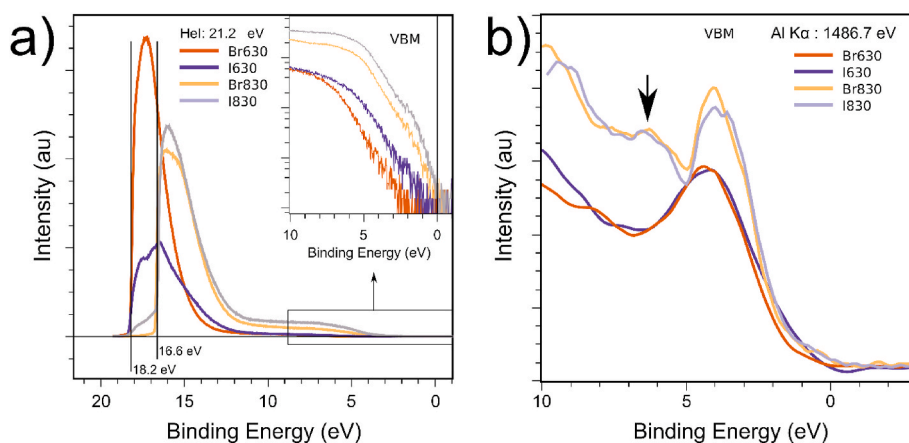 a)
HeI: 21.2 eV
Br630
I630
Br830
I830
VBM
10 5 0
Binding Energy (eV)
16.6 eV
18.2 eV
Intensity (au)
20 15 10 5 0
Binding Energy (eV)
b)
VBM
Al Kα : 1486.7 eV
Br630
I630
Br830
I830
Intensity (au)
10 5 0
Binding Energy (eV)